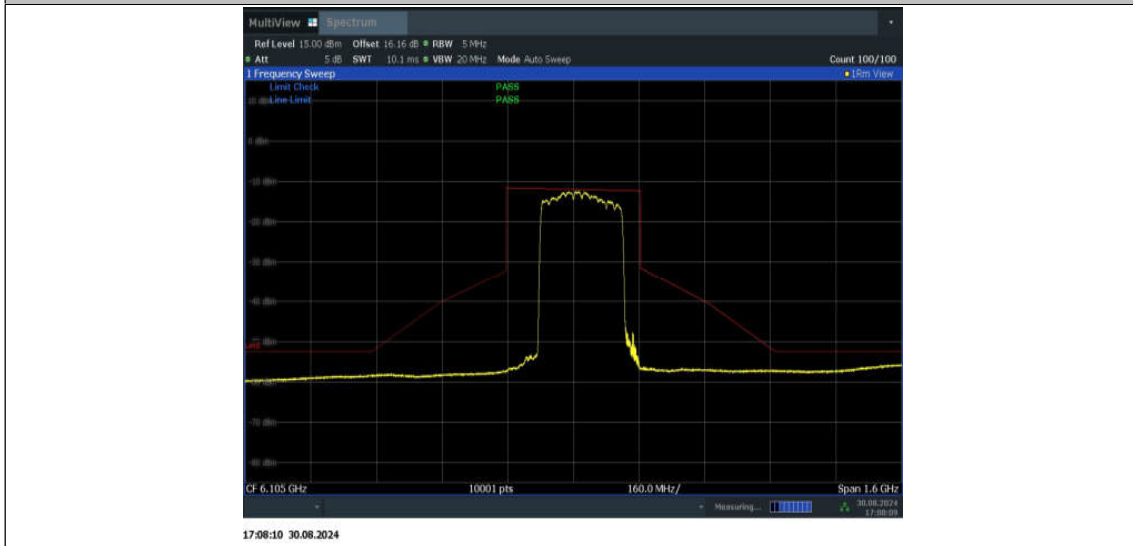 MultiView Spectrum
Ref Level 15.00 dBm Offset 16.16 dB RBW 5 MHz
Att 5 dB SWT 10.1 ms VBW 20 MHz Mode Auto Sweep Count 100/100
1 Frequency Sweep 1Rm View
Limit Check PASS
Line Limit PASS
0 dBm
-10 dBm
-20 dBm
-30 dBm
-40 dBm
-70 dBm
-80 dBm
CF 6.105 GHz 10001 pts 160.0 MHz/ Span 1.6 GHz
Measuring... 30.08.2024
17:08:09
17:08:10 30.08.2024